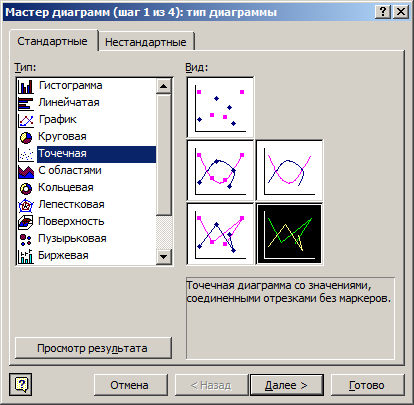 Мастер диаграмм (шаг 1 из 4): тип диаграммы
Стандартные
Нестандартные
Тип:
Гистограмма
Линейчатая
График
Круговая
Точечная
С областями
Кольцевая
Лепестковая
Поверхность
Пузырьковая
Биржевая
Вид:
Точечная диаграмма со значениями,
соединенными отрезками без маркеров.
Просмотр результата
Отмена
< Назад
Далее >
Готово